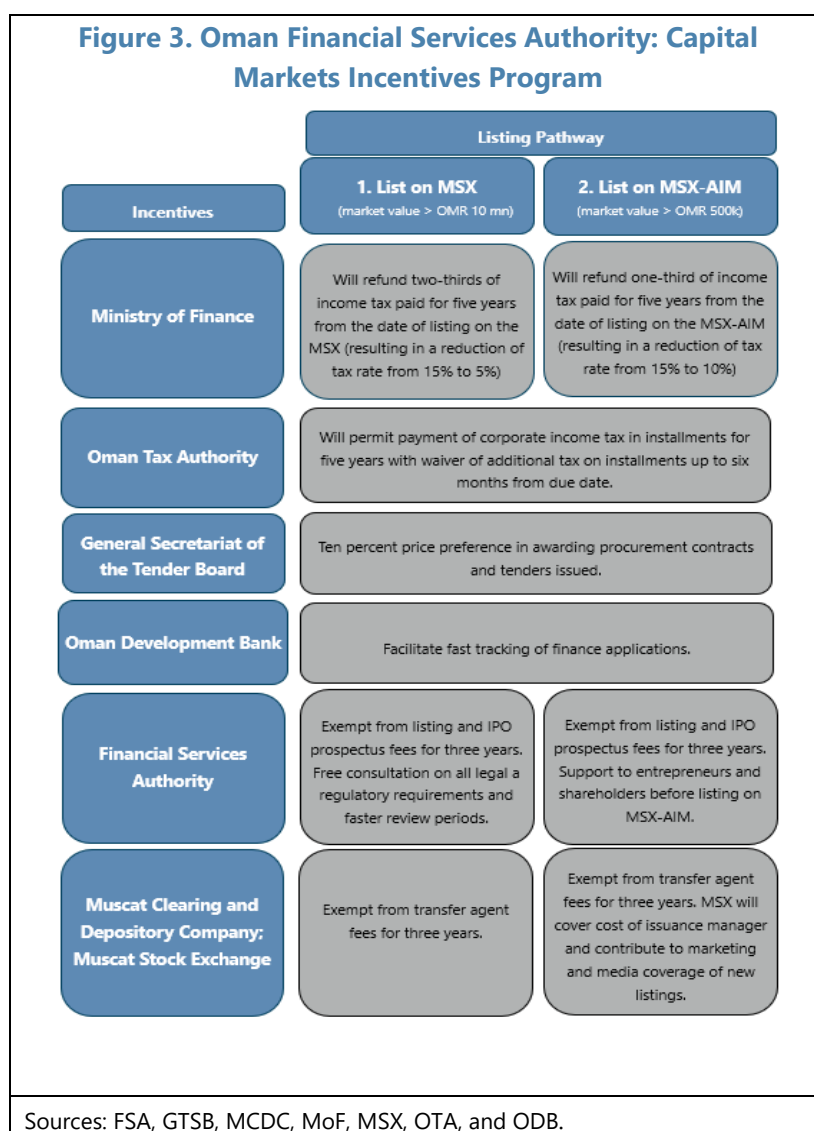 Figure 3. Oman Financial Services Authority: Capital
Markets Incentives Program
Listing Pathway
Incentives
1. List on MSX
(market value > OMR 10 mn)
2. List on MSX-AIM
(market value > OMR 500k)
Ministry of Finance
Will refund two-thirds of
income tax paid for five years
from the date of listing on the
MSX (resulting in a reduction of
tax rate from 15% to 5%)
Will refund one-third of income
tax paid for five years from the
date of listing on the MSX-AIM
(resulting in a reduction of tax
rate from 15% to 10%)
Oman Tax Authority
Will permit payment of corporate income tax in installments for
five years with waiver of additional tax on installments up to six
months from due date.
General Secretariat of
the Tender Board
Ten percent price preference in awarding procurement contracts
and tenders issued.
Oman Development Bank
Facilitate fast tracking of finance applications.
Financial Services
Authority
Exempt from listing and IPO
prospectus fees for three years.
Free consultation on all legal a
regulatory requirements and
faster review periods.
Exempt from listing and IPO
prospectus fees for three years.
Support to entrepreneurs and
shareholders before listing on
MSX-AIM.
Muscat Clearing and
Depository Company;
Muscat Stock Exchange
Exempt from transfer agent
fees for three years.
Exempt from transfer agent
fees for three years. MSX will
cover cost of issuance manager
and contribute to marketing
and media coverage of new
listings.
Sources: FSA, GTSB, MCDC, MoF, MSX, OTA, and ODB.